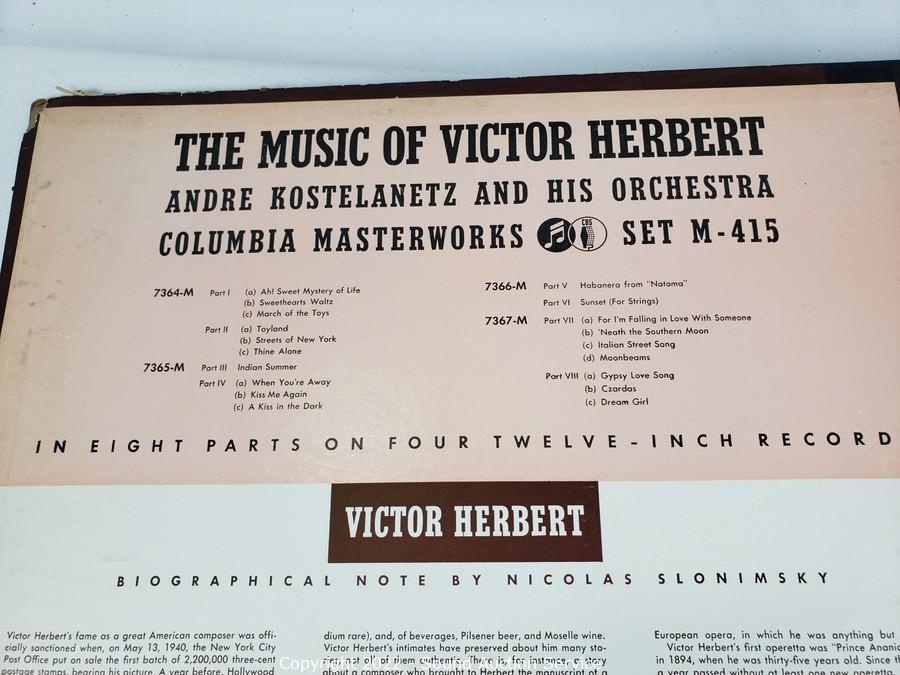 THE MUSIC OF VICTOR HERBERT
ANDRE KOSTELANETZ AND HIS ORCHESTRA
COLUMBIA MASTERWORKS CBS SET M-415
7364-M Part I (a) Ah! Sweet Mystery of Life
(b) Sweethearts Waltz
(c) March of the Toys
Part II (a) Toyland
(b) Streets of New York
(c) Thine Alone
7365-M Part III Indian Summer
Part IV (a) When You're Away
(b) Kiss Me Again
(c) A Kiss in the Dark
7366-M Part V Habanera from "Natoma"
Part VI Sunset (For Strings)
7367-M Part VII (a) For I'm Falling in Love With Someone
(b) 'Neath the Southern Moon
(c) Italian Street Song
(d) Moonbeams
Part VIII (a) Gypsy Love Song
(b) Czardas
(c) Dream Girl
IN EIGHT PARTS ON FOUR TWELVE-INCH RECORD
VICTOR HERBERT
BIOGRAPHICAL NOTE BY NICOLAS SLONIMSKY
Victor Herbert's fame as a great American composer was offi-
cially sanctioned when, on May 13, 1940, the New York City
Post Office put on sale the first batch of 2,200,000 three-cent
postage stamps, bearing his picture. A year before, Hollywood
dium rare), and, of beverages, Pilsener beer, and Moselle wine.
Victor Herbert's intimates have preserved about him many sto-
about a composer who brought to Herbert the manuscript of a
European opera, in which he was anything but
Victor Herbert's first operetta was "Prince Anani
in 1894, when he was thirty-five years old. Since th
a year passed without at least one new operetta.